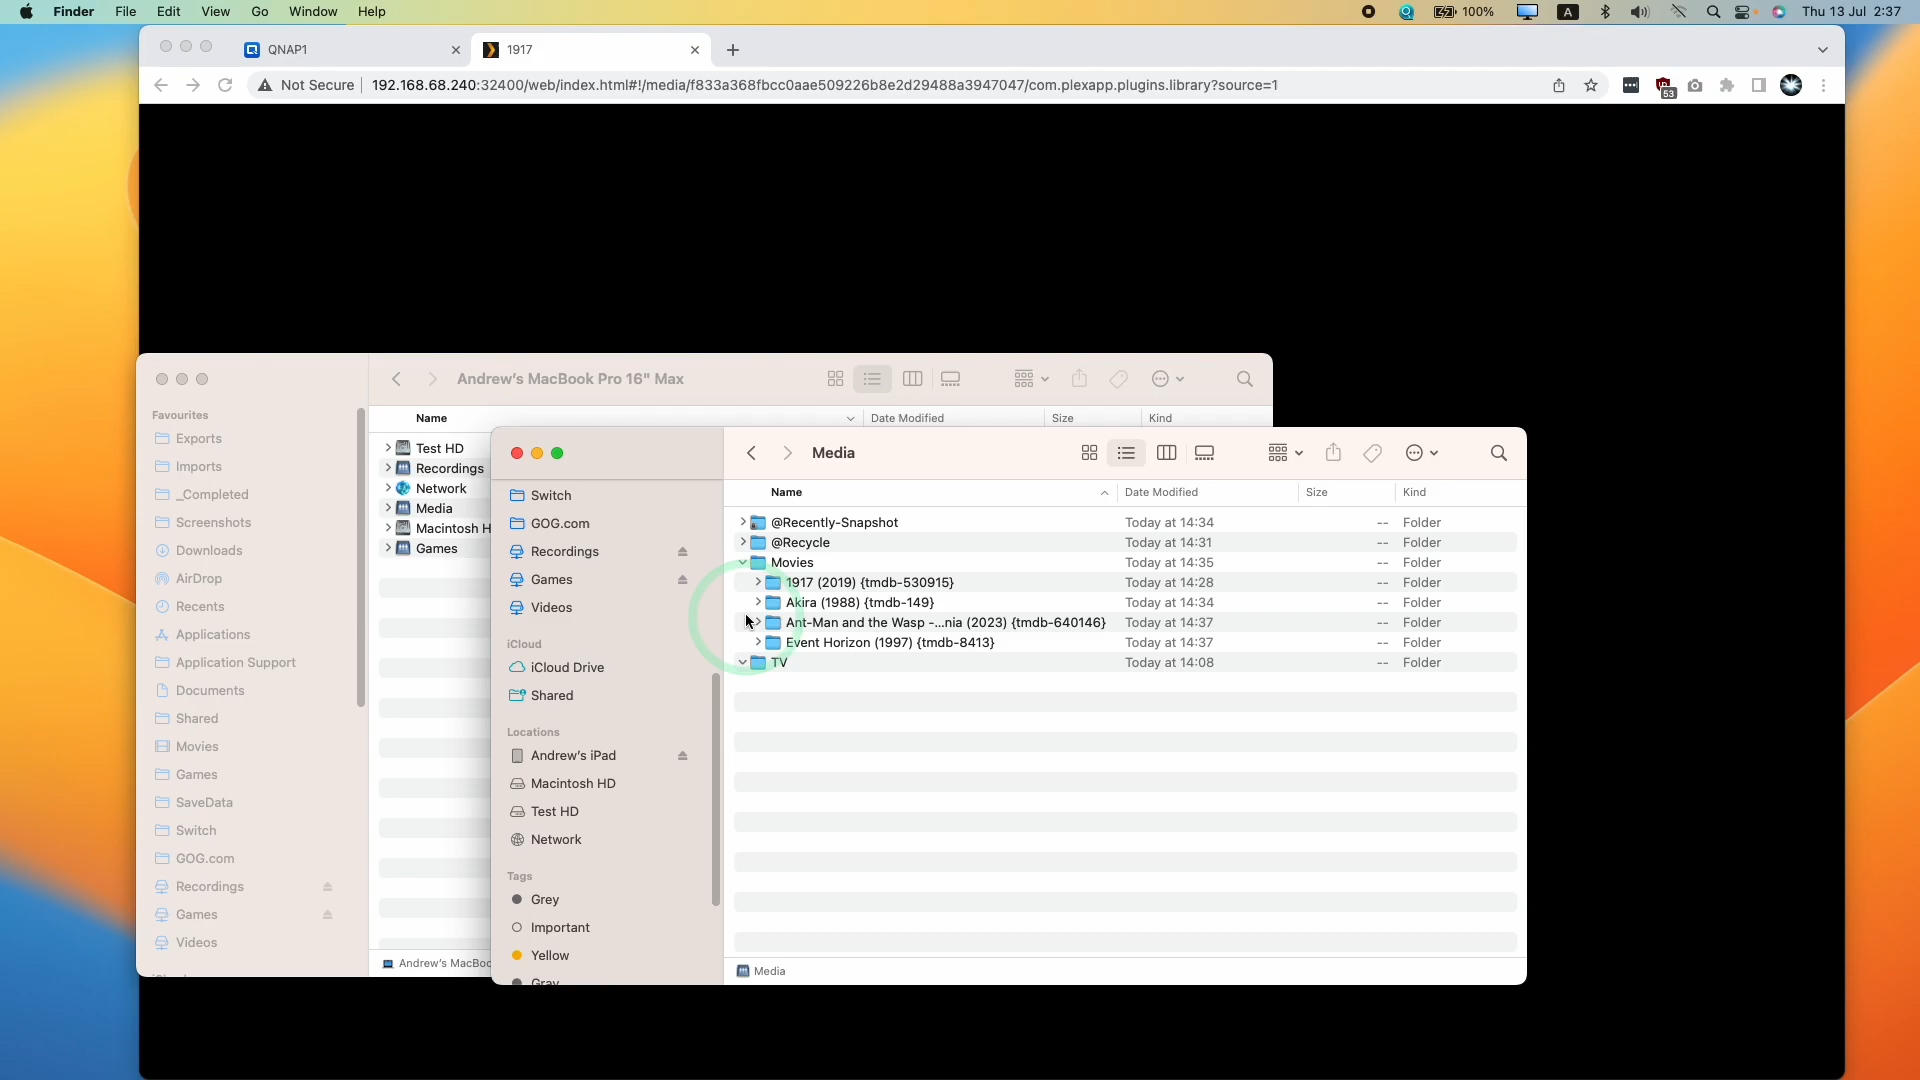 Finder File Edit View Go Window Help
100% A Thu 13 Jul 2:37
QNAP1 1917
Not Secure 192.168.68.240:32400/web/index.html#!/media/f833a368fbcc0aae509226b8e2d29488a3947047/com.plexapp.plugins.library?source=1
53
Andrew's MacBook Pro 16" Max
Favourites
Exports
Imports
_Completed
Screenshots
Downloads
AirDrop
Recents
Applications
Application Support
Documents
Shared
Movies
Games
SaveData
Switch
GOG.com
Recordings
Games
Videos
Name Date Modified Size Kind
Test HD
Recordings
Network
Media
Macintosh H
Games
Andrew's MacBoo
Media
Switch
GOG.com
Recordings
Games
Videos
iCloud
iCloud Drive
Shared
Locations
Andrew's iPad
Macintosh HD
Test HD
Network
Tags
Grey
Important
Yellow
Gray
Name Date Modified Size Kind
@Recently-Snapshot Today at 14:34 -- Folder
@Recycle Today at 14:31 -- Folder
Movies Today at 14:35 -- Folder
1917 (2019) {tmdb-530915} Today at 14:28 -- Folder
Akira (1988) {tmdb-149} Today at 14:34 -- Folder
Ant-Man and the Wasp -...nia (2023) {tmdb-640146} Today at 14:37 -- Folder
Event Horizon (1997) {tmdb-8413} Today at 14:37 -- Folder
TV Today at 14:08 -- Folder
Media